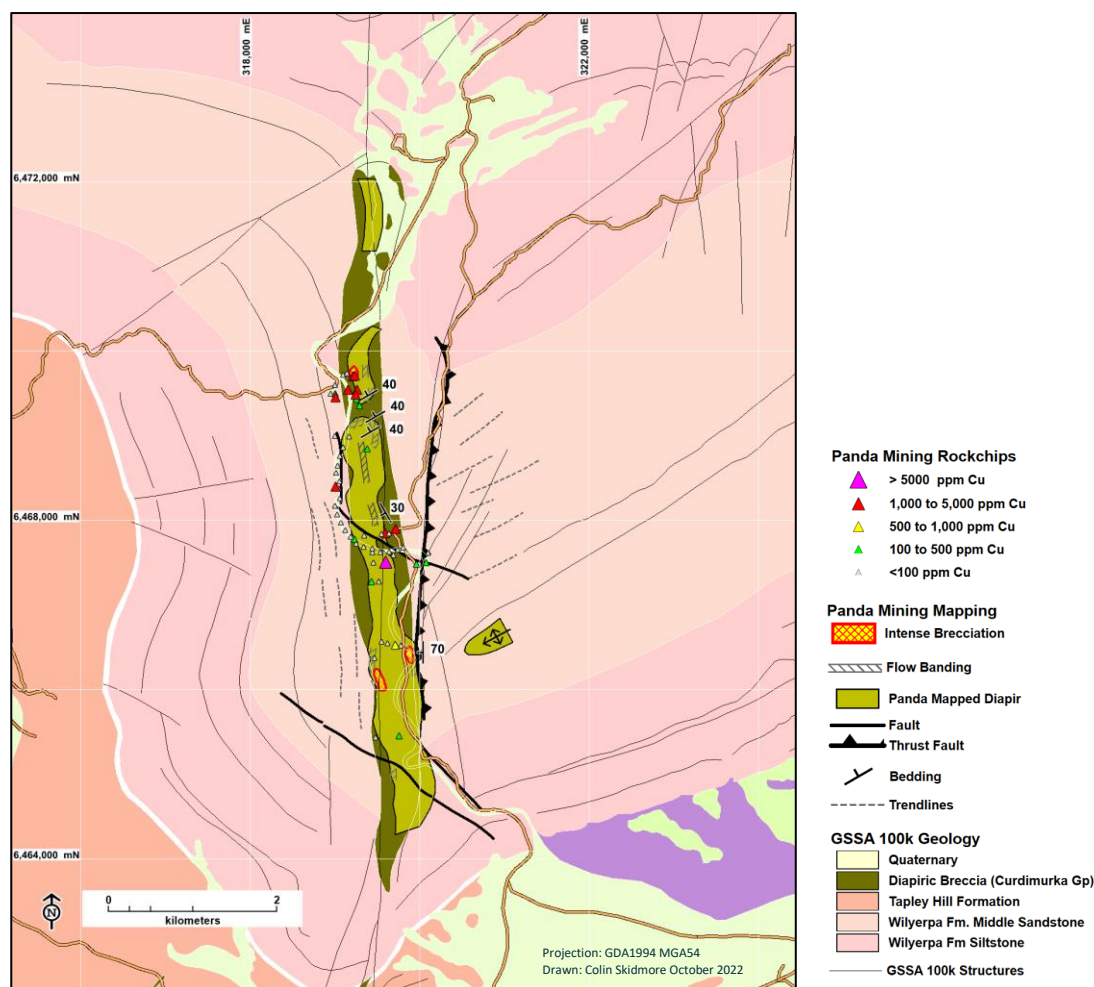 318,000 mE
322,000 mE
6,472,000 mN
40
40
40
6,468,000 mN
30
70
6,464,000 mN
N
0
2
kilometers
Projection: GDA1994 MGA54
Drawn: Colin Skidmore October 2022
Panda Mining Rockchips
> 5000 ppm Cu
1,000 to 5,000 ppm Cu
500 to 1,000 ppm Cu
100 to 500 ppm Cu
<100 ppm Cu
Panda Mining Mapping
Intense Brecciation
Flow Banding
Panda Mapped Diapir
Fault
Thrust Fault
Bedding
Trendlines
GSSA 100k Geology
Quaternary
Diapiric Breccia (Curdimurka Gp)
Tapley Hill Formation
Wilyerpa Fm. Middle Sandstone
Wilyerpa Fm Siltstone
GSSA 100k Structures